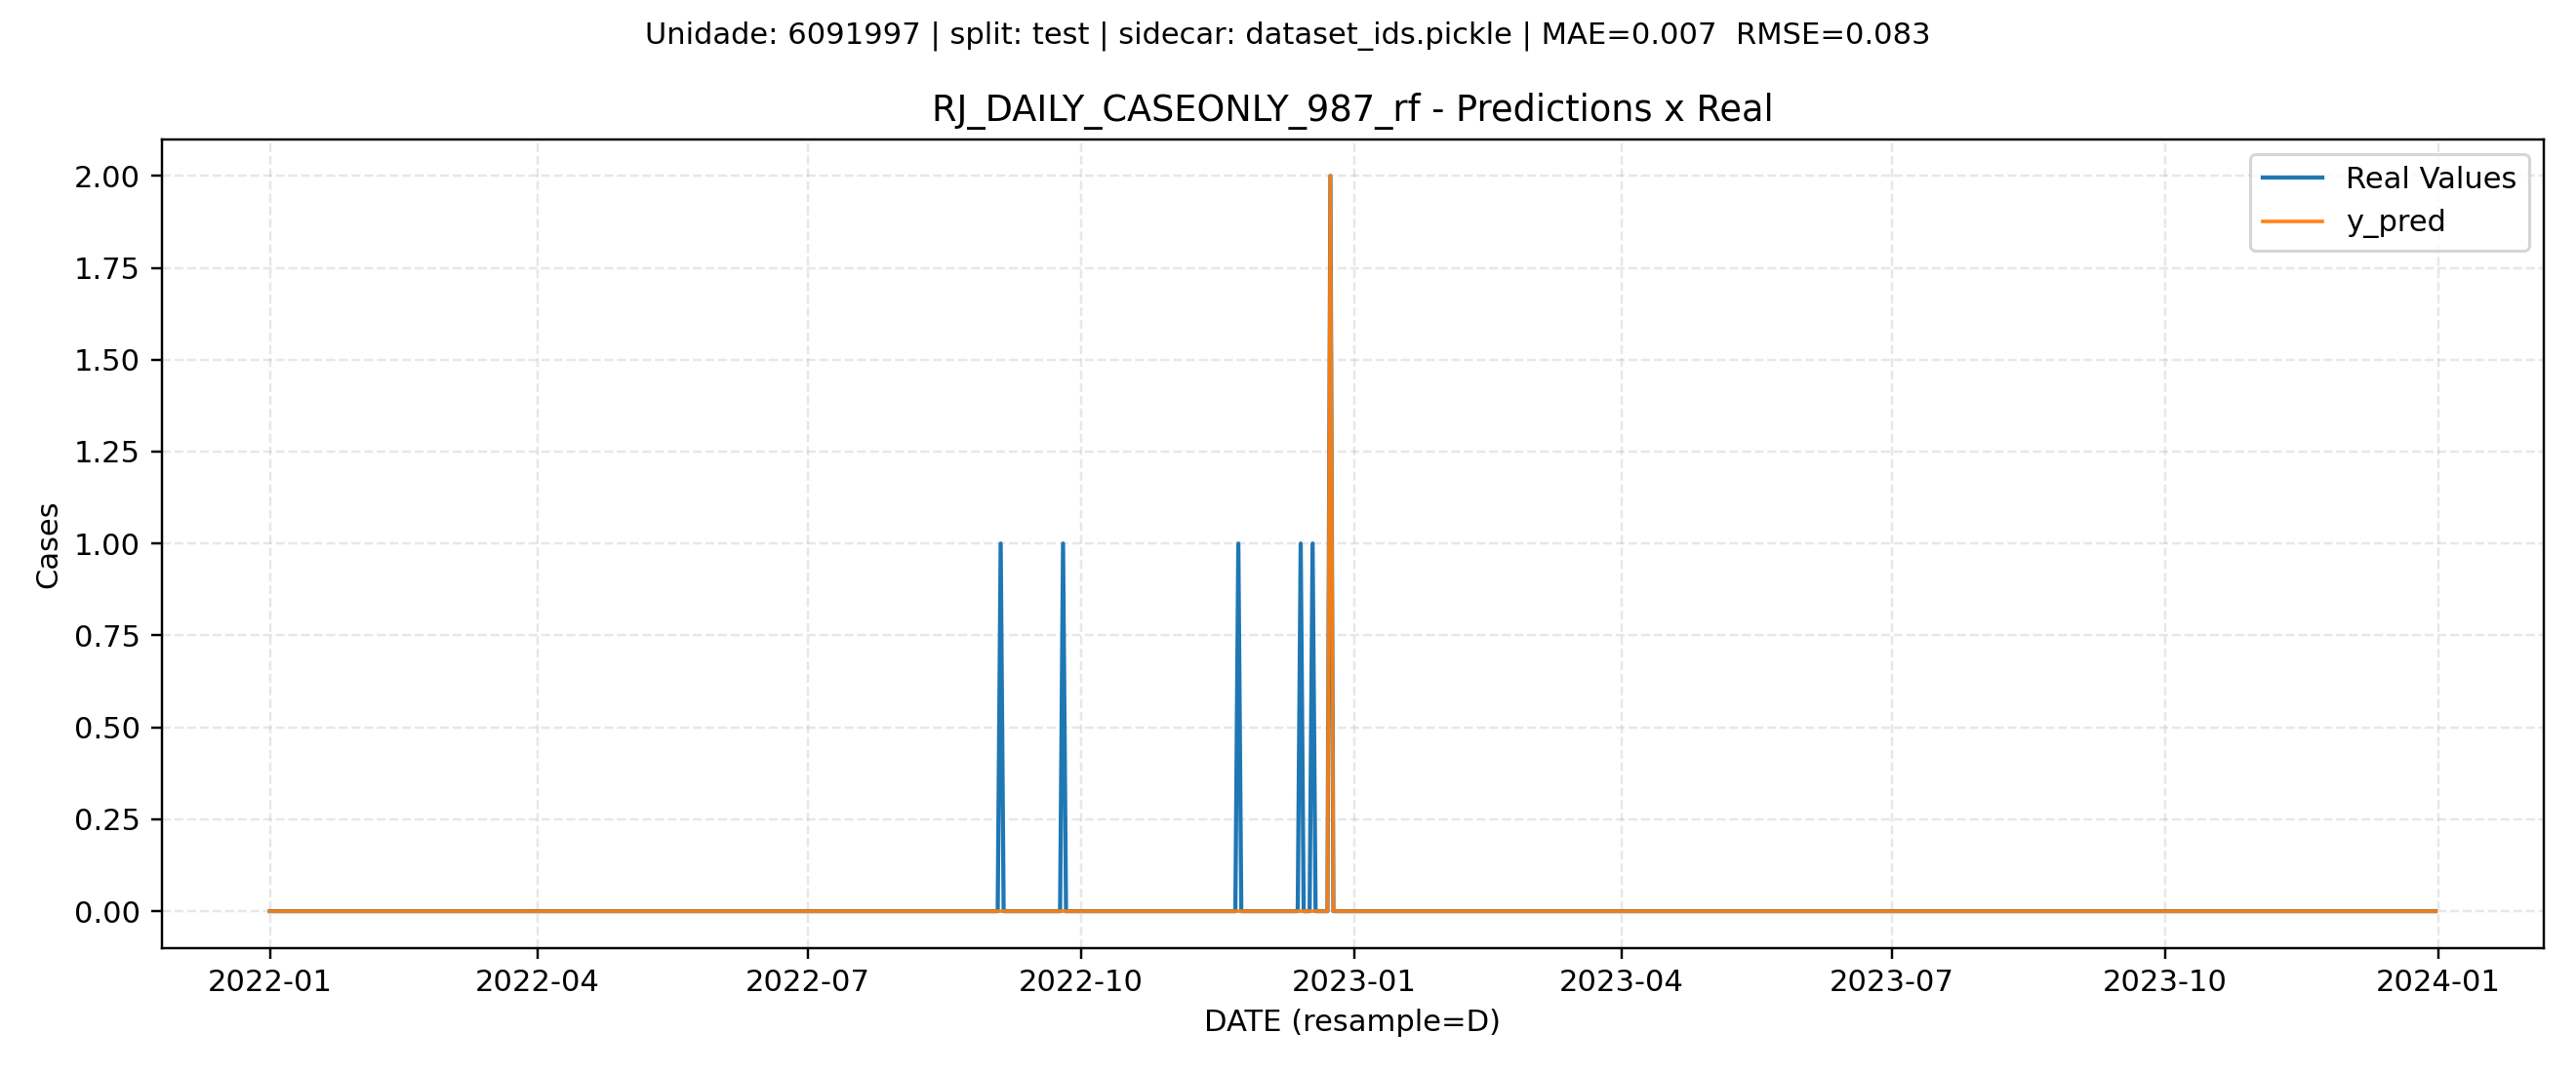 Unidade: 6091997 | split: test | sidecar: dataset_ids.pickle | MAE=0.007  RMSE=0.083
RJ_DAILY_CASEONLY_987_rf - Predictions x Real
Real Values
y_pred
Cases
2.00
1.75
1.50
1.25
1.00
0.75
0.50
0.25
0.00
2022-01 2022-04 2022-07 2022-10 2023-01 2023-04 2023-07 2023-10 2024-01
DATE (resample=D)